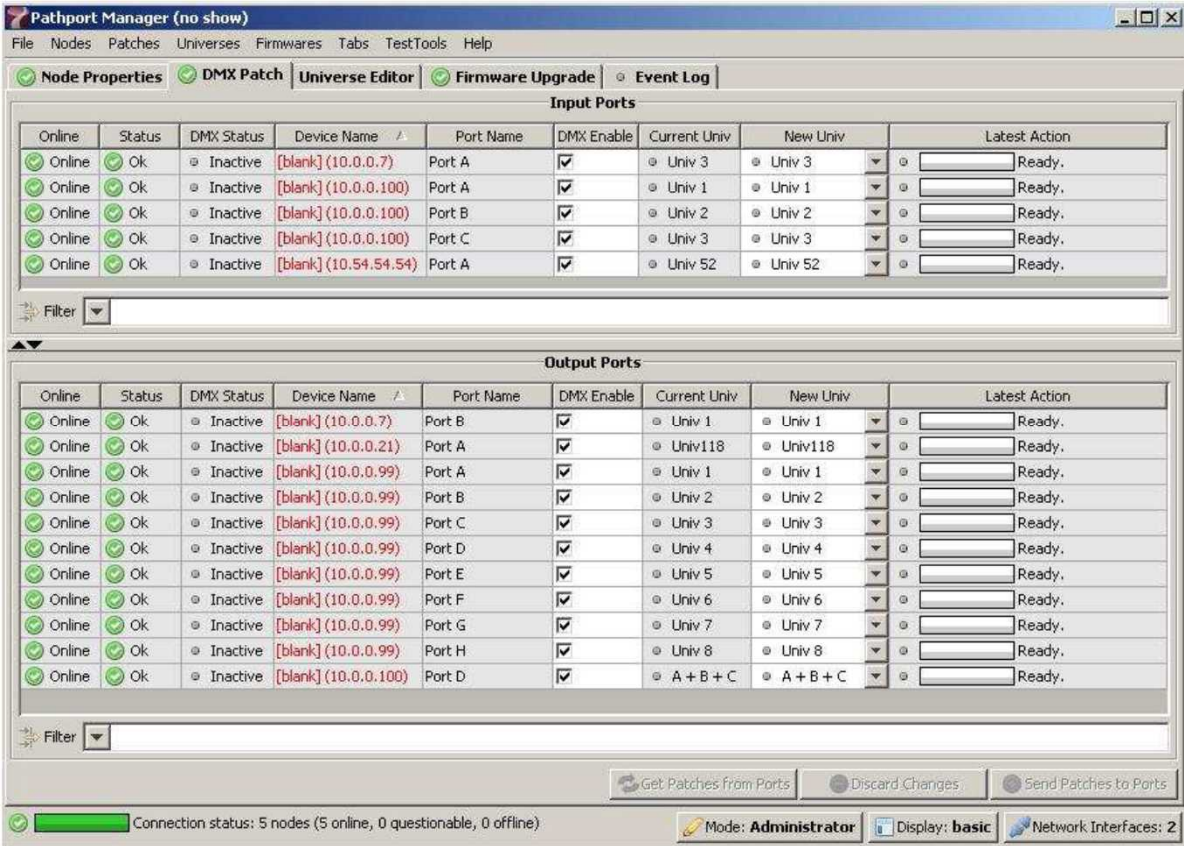 Pathport Manager (no show)
File Nodes Patches Universes Firmwares Tabs TestTools Help
Node Properties DMX Patch Universe Editor Firmware Upgrade Event Log
Input Ports
Online Status DMX Status Device Name Port Name DMX Enable Current Univ New Univ Latest Action
Online Ok Inactive [blank] (10.0.0.7) Port A Univ 3 Univ 3 Ready.
Online Ok Inactive [blank] (10.0.0.100) Port A Univ 1 Univ 1 Ready.
Online Ok Inactive [blank] (10.0.0.100) Port B Univ 2 Univ 2 Ready.
Online Ok Inactive [blank] (10.0.0.100) Port C Univ 3 Univ 3 Ready.
Online Ok Inactive [blank] (10.54.54.54) Port A Univ 52 Univ 52 Ready.
Filter
Output Ports
Online Status DMX Status Device Name Port Name DMX Enable Current Univ New Univ Latest Action
Online Ok Inactive [blank] (10.0.0.7) Port B Univ 1 Univ 1 Ready.
Online Ok Inactive [blank] (10.0.0.21) Port A Univ118 Univ118 Ready.
Online Ok Inactive [blank] (10.0.0.99) Port A Univ 1 Univ 1 Ready.
Online Ok Inactive [blank] (10.0.0.99) Port B Univ 2 Univ 2 Ready.
Online Ok Inactive [blank] (10.0.0.99) Port C Univ 3 Univ 3 Ready.
Online Ok Inactive [blank] (10.0.0.99) Port D Univ 4 Univ 4 Ready.
Online Ok Inactive [blank] (10.0.0.99) Port E Univ 5 Univ 5 Ready.
Online Ok Inactive [blank] (10.0.0.99) Port F Univ 6 Univ 6 Ready.
Online Ok Inactive [blank] (10.0.0.99) Port G Univ 7 Univ 7 Ready.
Online Ok Inactive [blank] (10.0.0.99) Port H Univ 8 Univ 8 Ready.
Online Ok Inactive [blank] (10.0.0.100) Port D A + B + C A + B + C Ready.
Filter
Get Patches from Ports Discard Changes Send Patches to Ports
Connection status: 5 nodes (5 online, 0 questionable, 0 offline) Mode: Administrator Display: basic Network Interfaces: 2